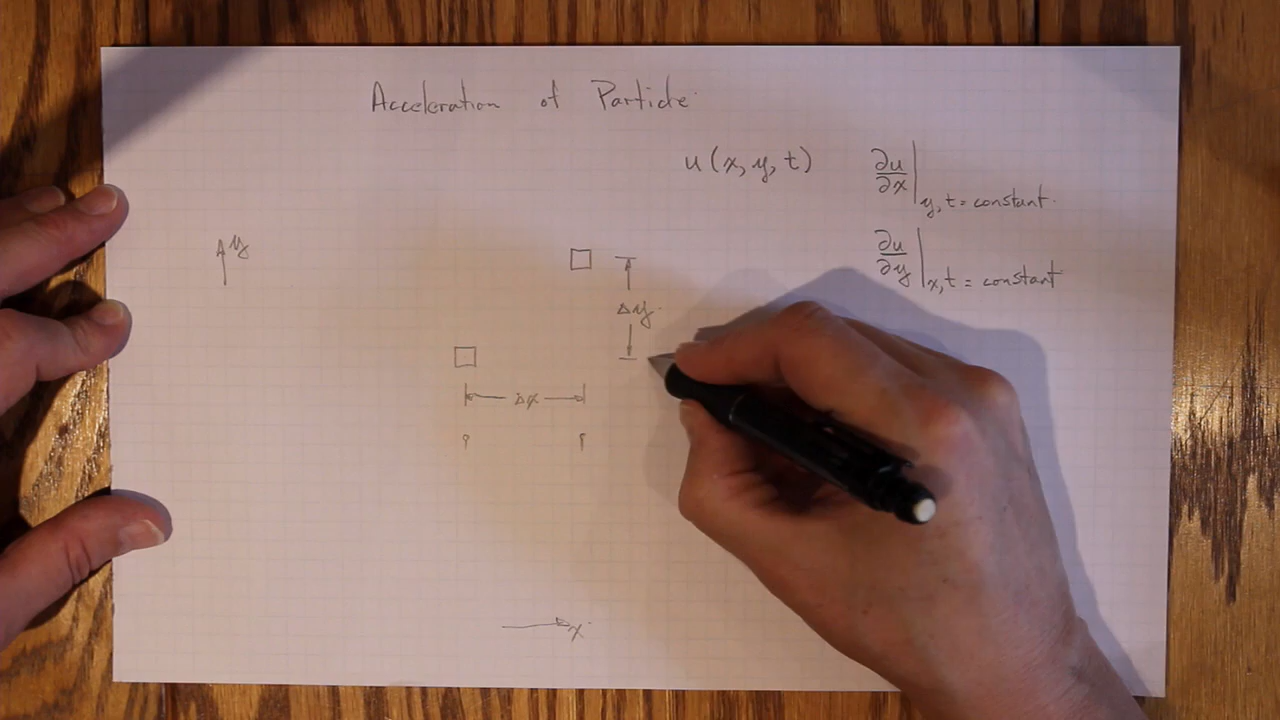 Acceleration of Particle
u(x, y, t)
∂u/∂x | y, t = constant
∂u/∂y | x, t = constant
y
Δy
Δx
x